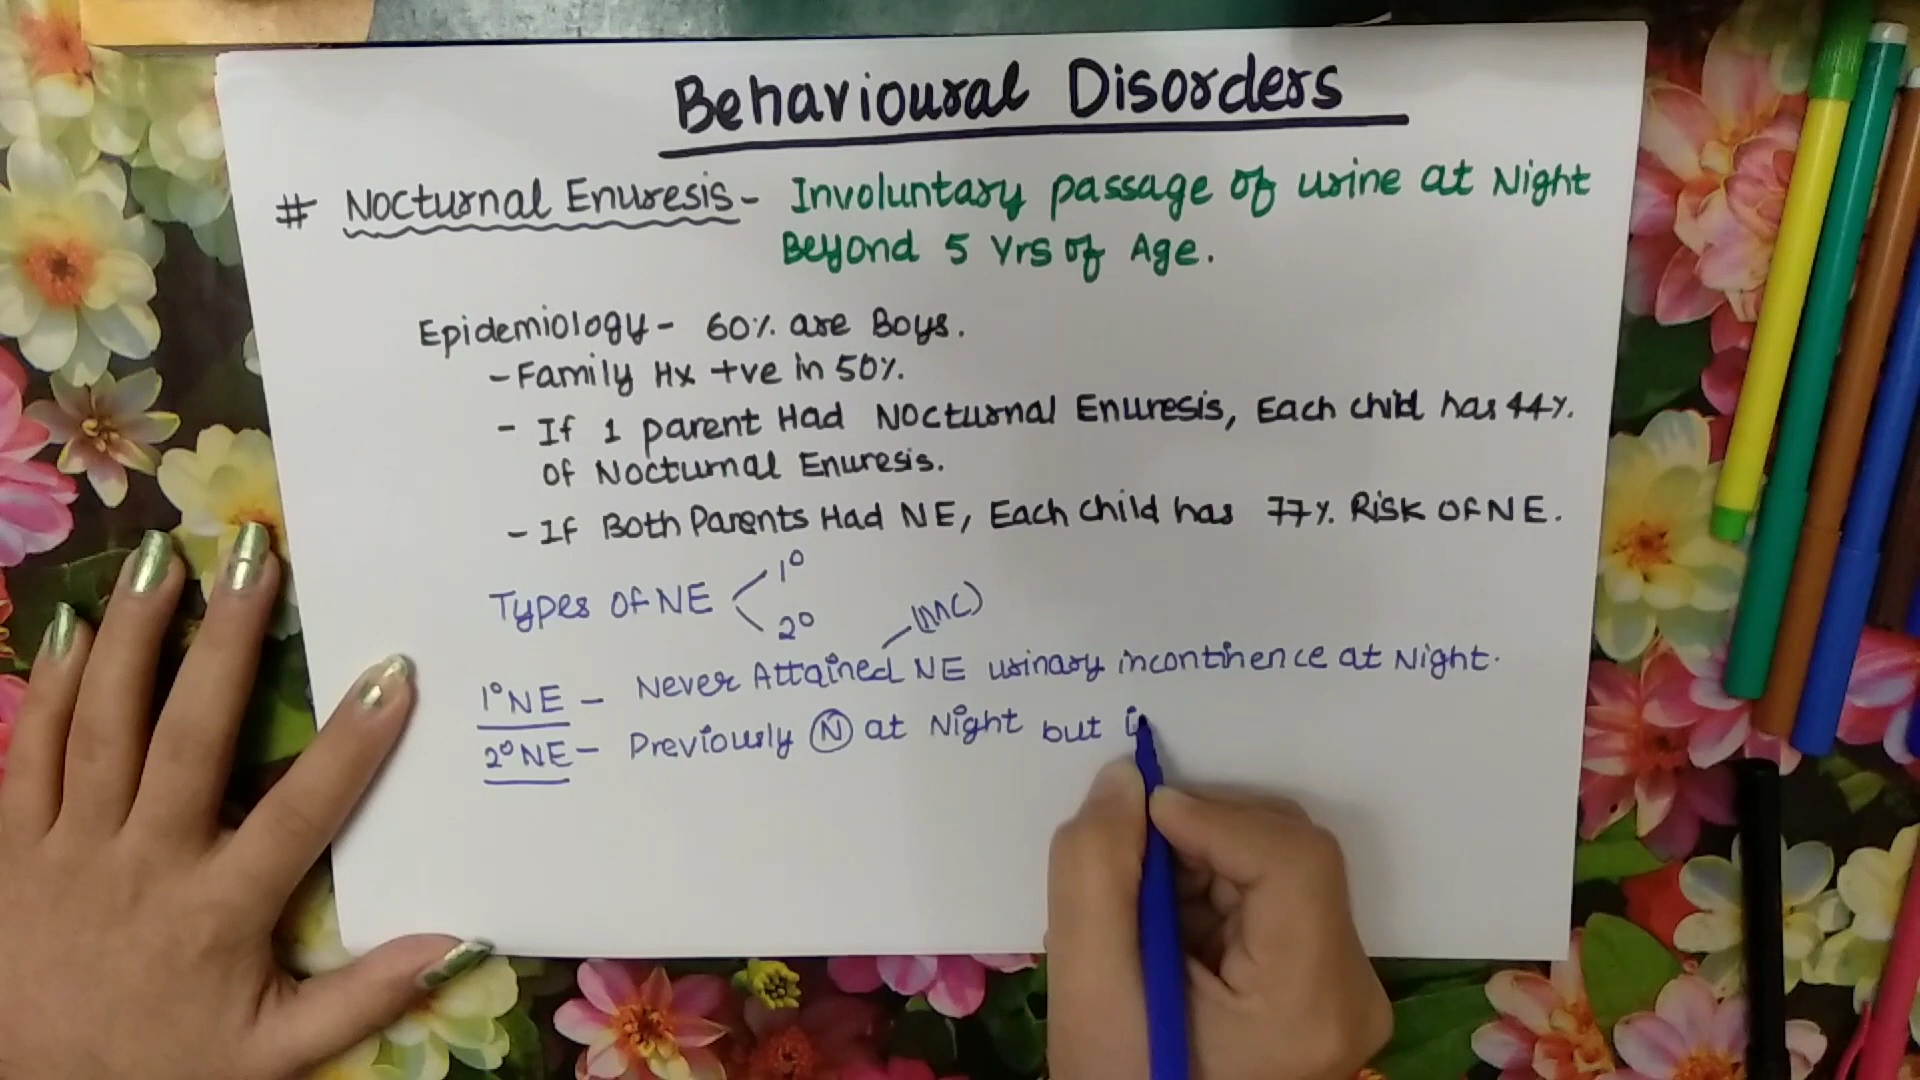 Behavioural Disorders
# Nocturnal Enuresis - Involuntary passage of urine at Night
Beyond 5 Yrs of Age.
Epidemiology - 60% are Boys.
- Family Hx +ve in 50%.
- If 1 parent Had Nocturnal Enuresis, Each child has 44%
of Nocturnal Enuresis.
- If Both Parents Had NE, Each child has 77% Risk OF NE.
Types OF NE < 1°
2°
(MC)
1° NE - Never Attained NE urinary incontinence at Night.
2° NE - Previously Ⓝ at Night but